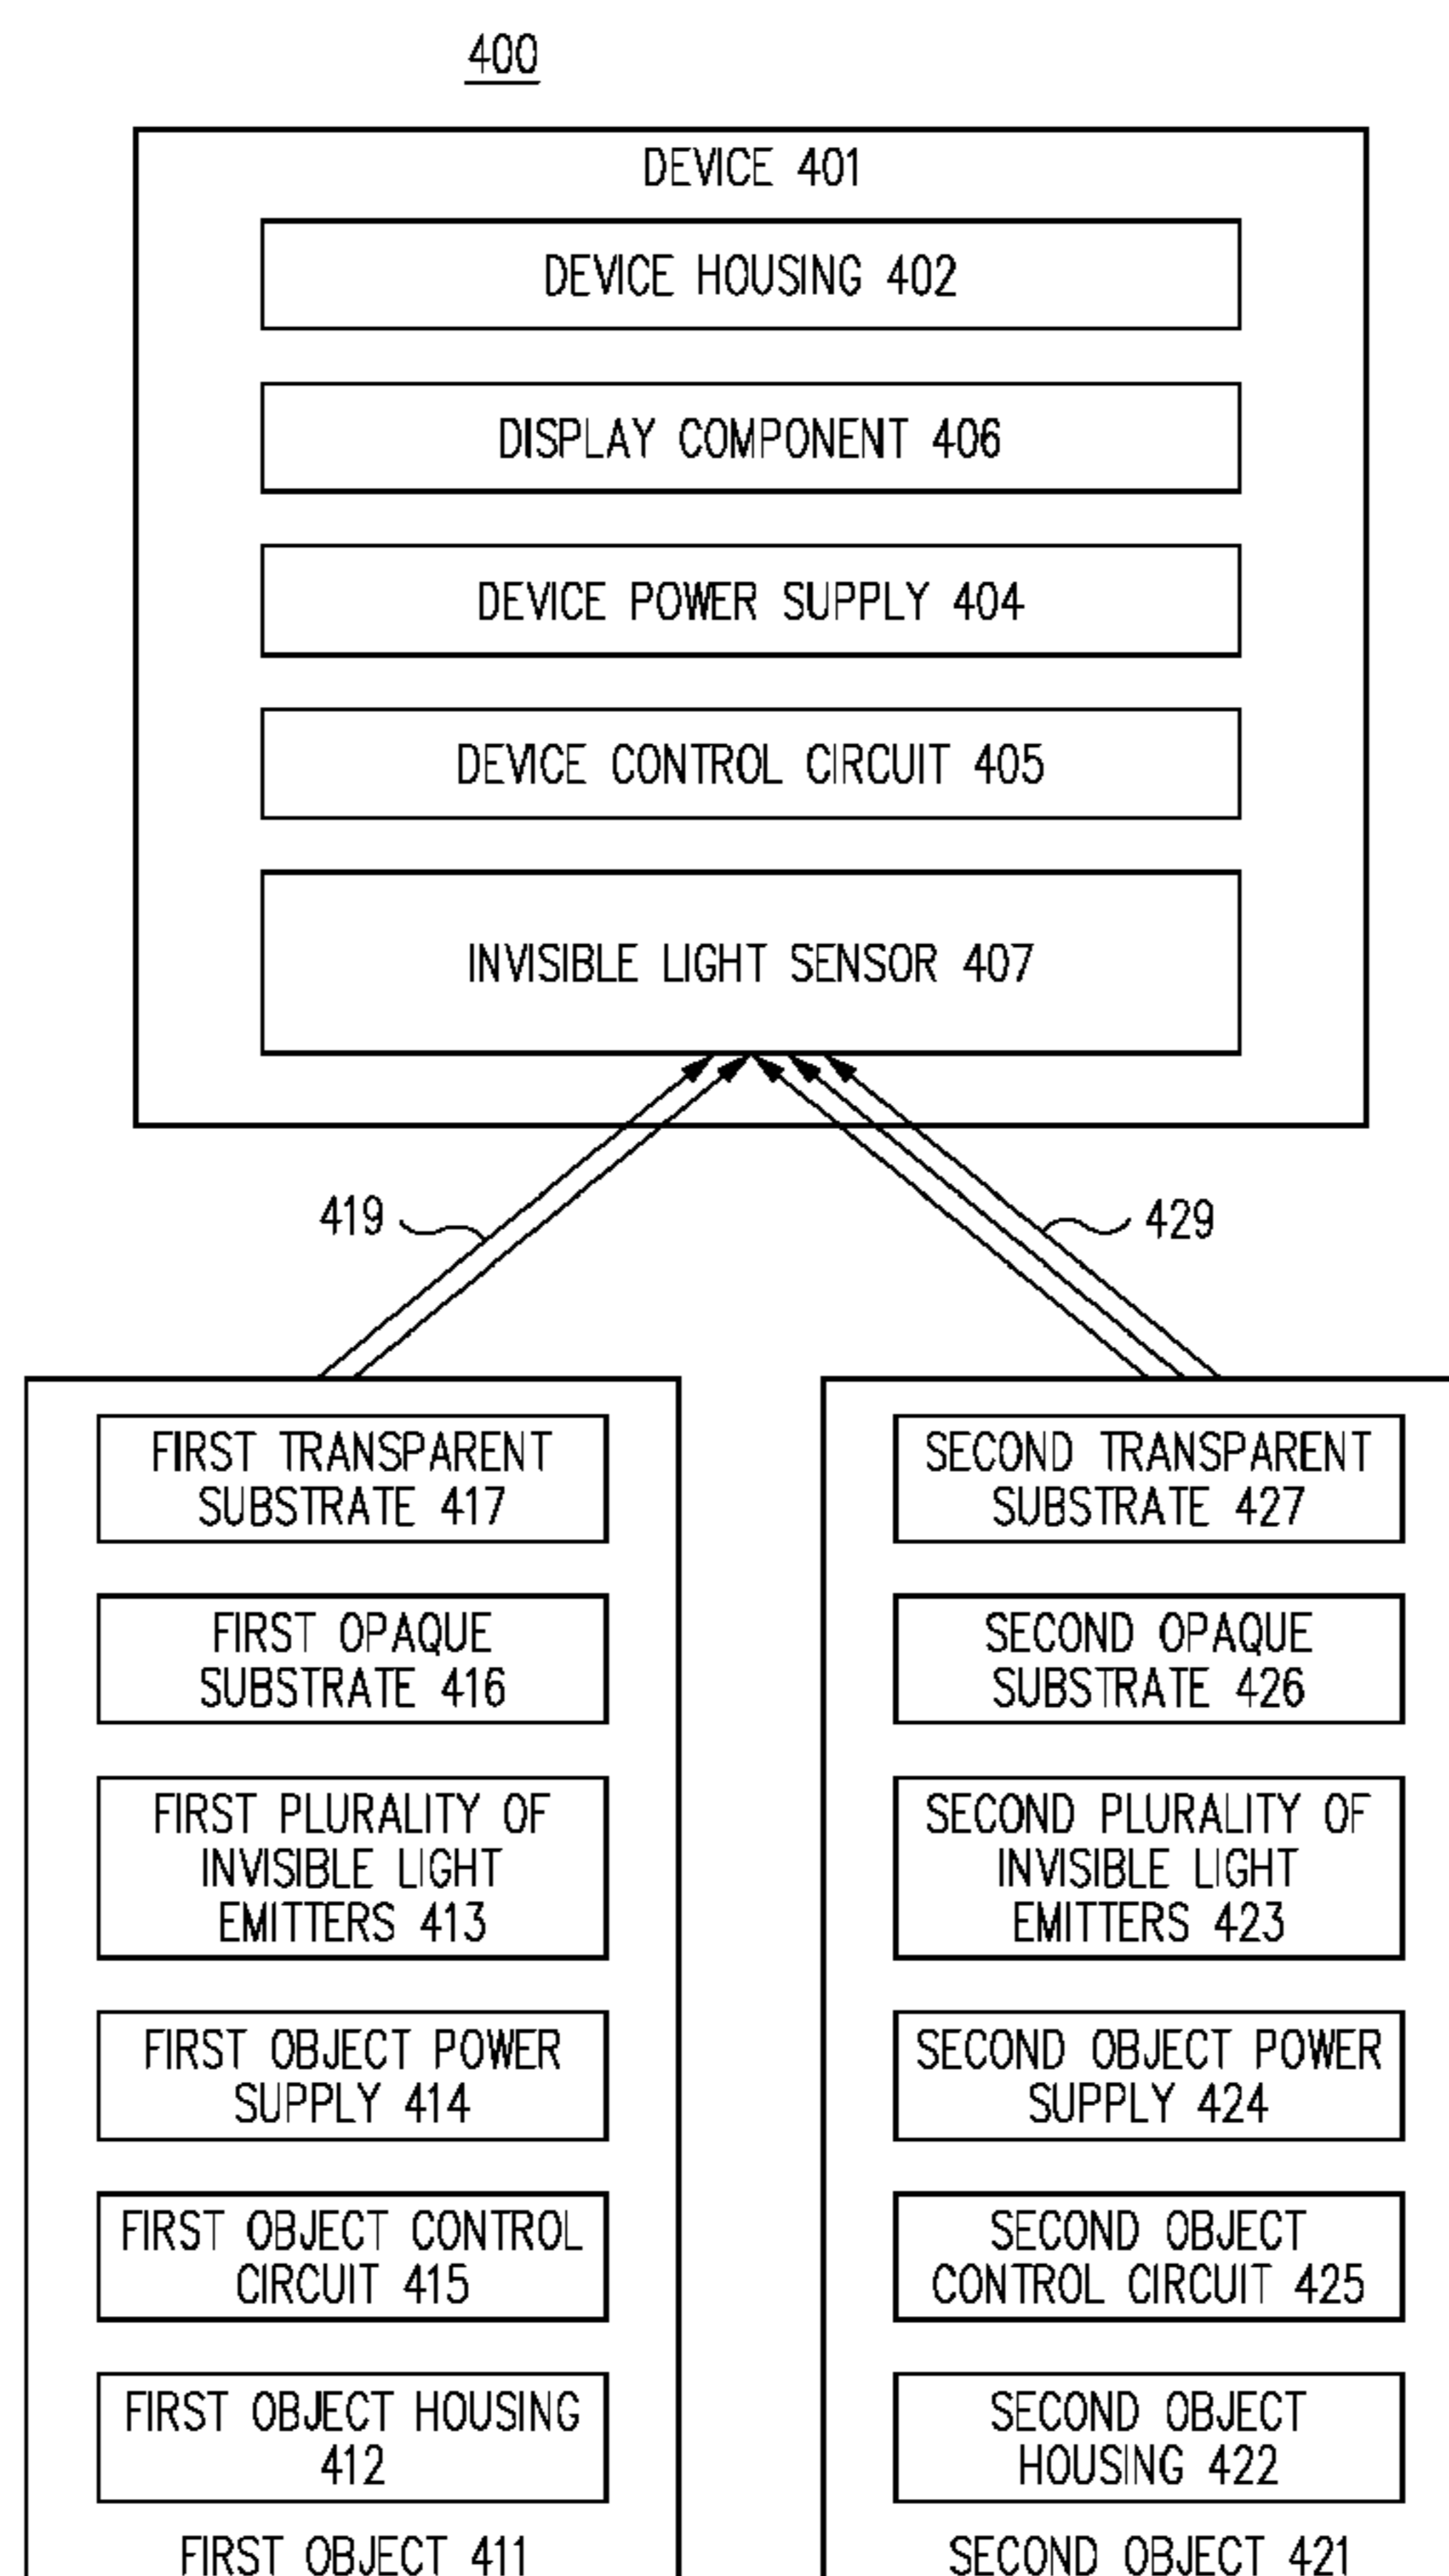 400
DEVICE 401
DEVICE HOUSING 402
DISPLAY COMPONENT 406
DEVICE POWER SUPPLY 404
DEVICE CONTROL CIRCUIT 405
INVISIBLE LIGHT SENSOR 407
419
429
FIRST TRANSPARENT
SUBSTRATE 417
FIRST OPAQUE
SUBSTRATE 416
FIRST PLURALITY OF
INVISIBLE LIGHT
EMITTERS 413
FIRST OBJECT POWER
SUPPLY 414
FIRST OBJECT CONTROL
CIRCUIT 415
FIRST OBJECT HOUSING
412
FIRST OBJECT 411
SECOND TRANSPARENT
SUBSTRATE 427
SECOND OPAQUE
SUBSTRATE 426
SECOND PLURALITY OF
INVISIBLE LIGHT
EMITTERS 423
SECOND OBJECT POWER
SUPPLY 424
SECOND OBJECT
CONTROL CIRCUIT 425
SECOND OBJECT
HOUSING 422
SECOND OBJECT 421